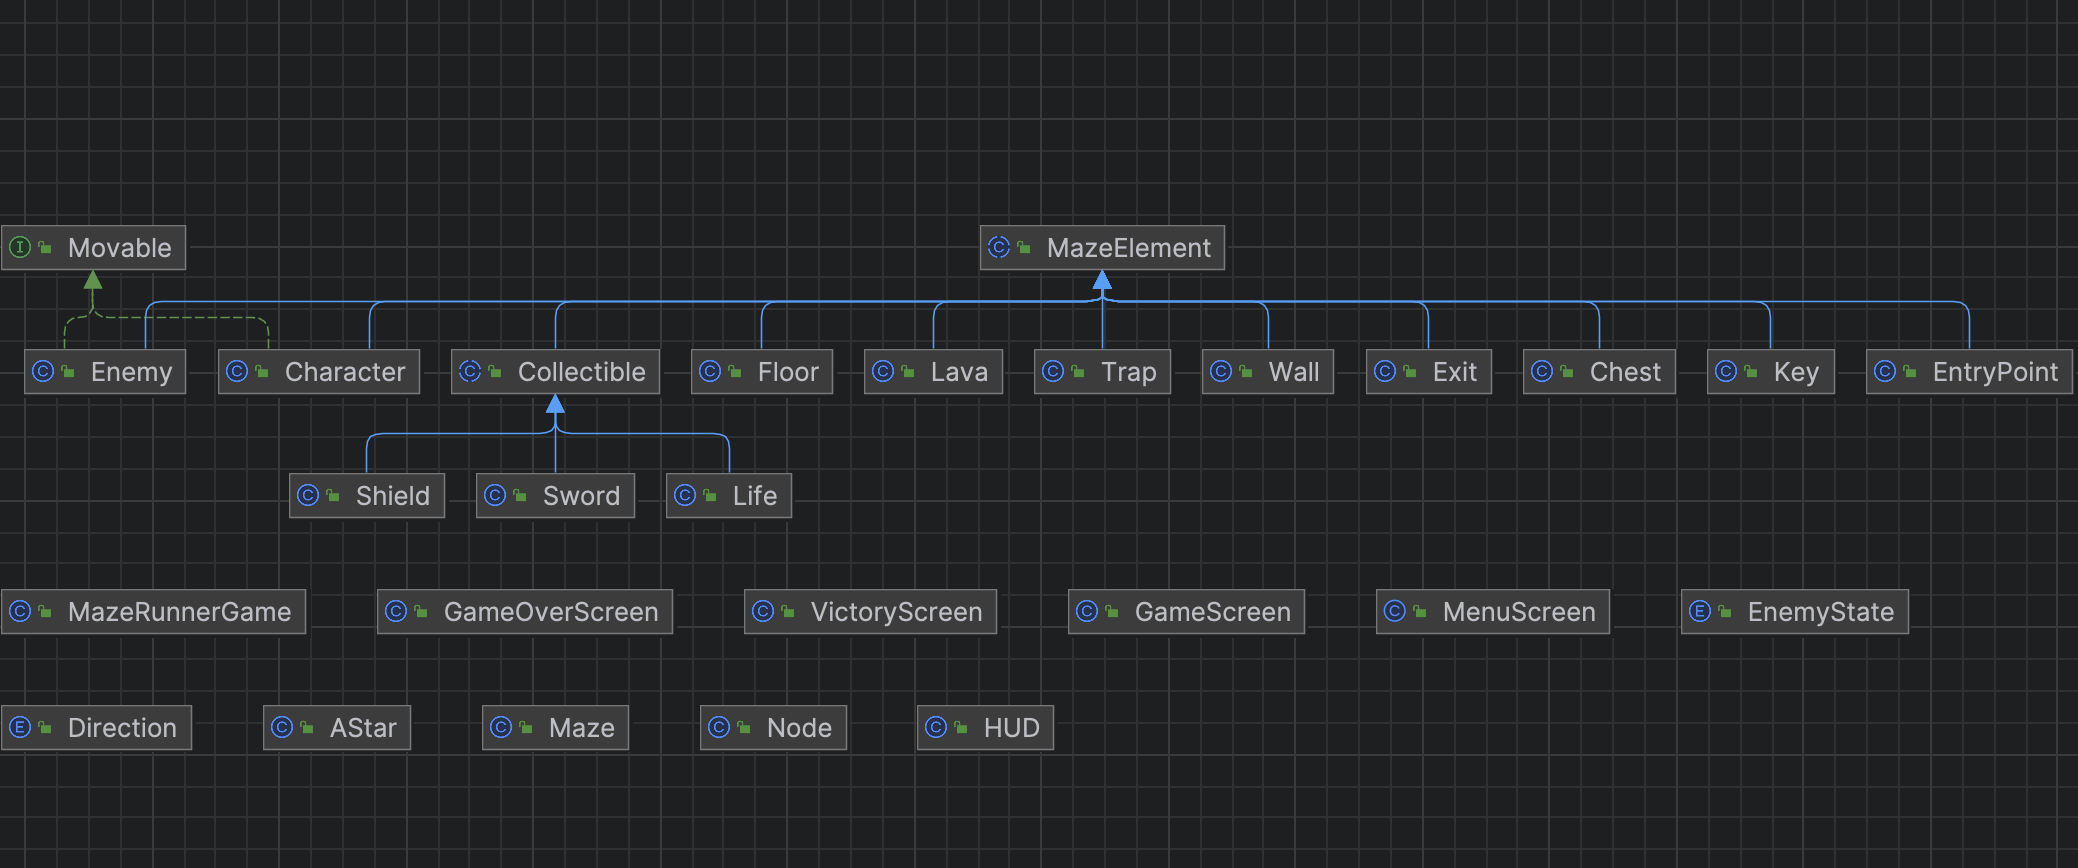 Movable MazeElement
Enemy Character Collectible Floor Lava Trap Wall Exit Chest Key EntryPoint
Shield Sword Life
MazeRunnerGame GameOverScreen VictoryScreen GameScreen MenuScreen EnemyState
Direction AStar Maze Node HUD